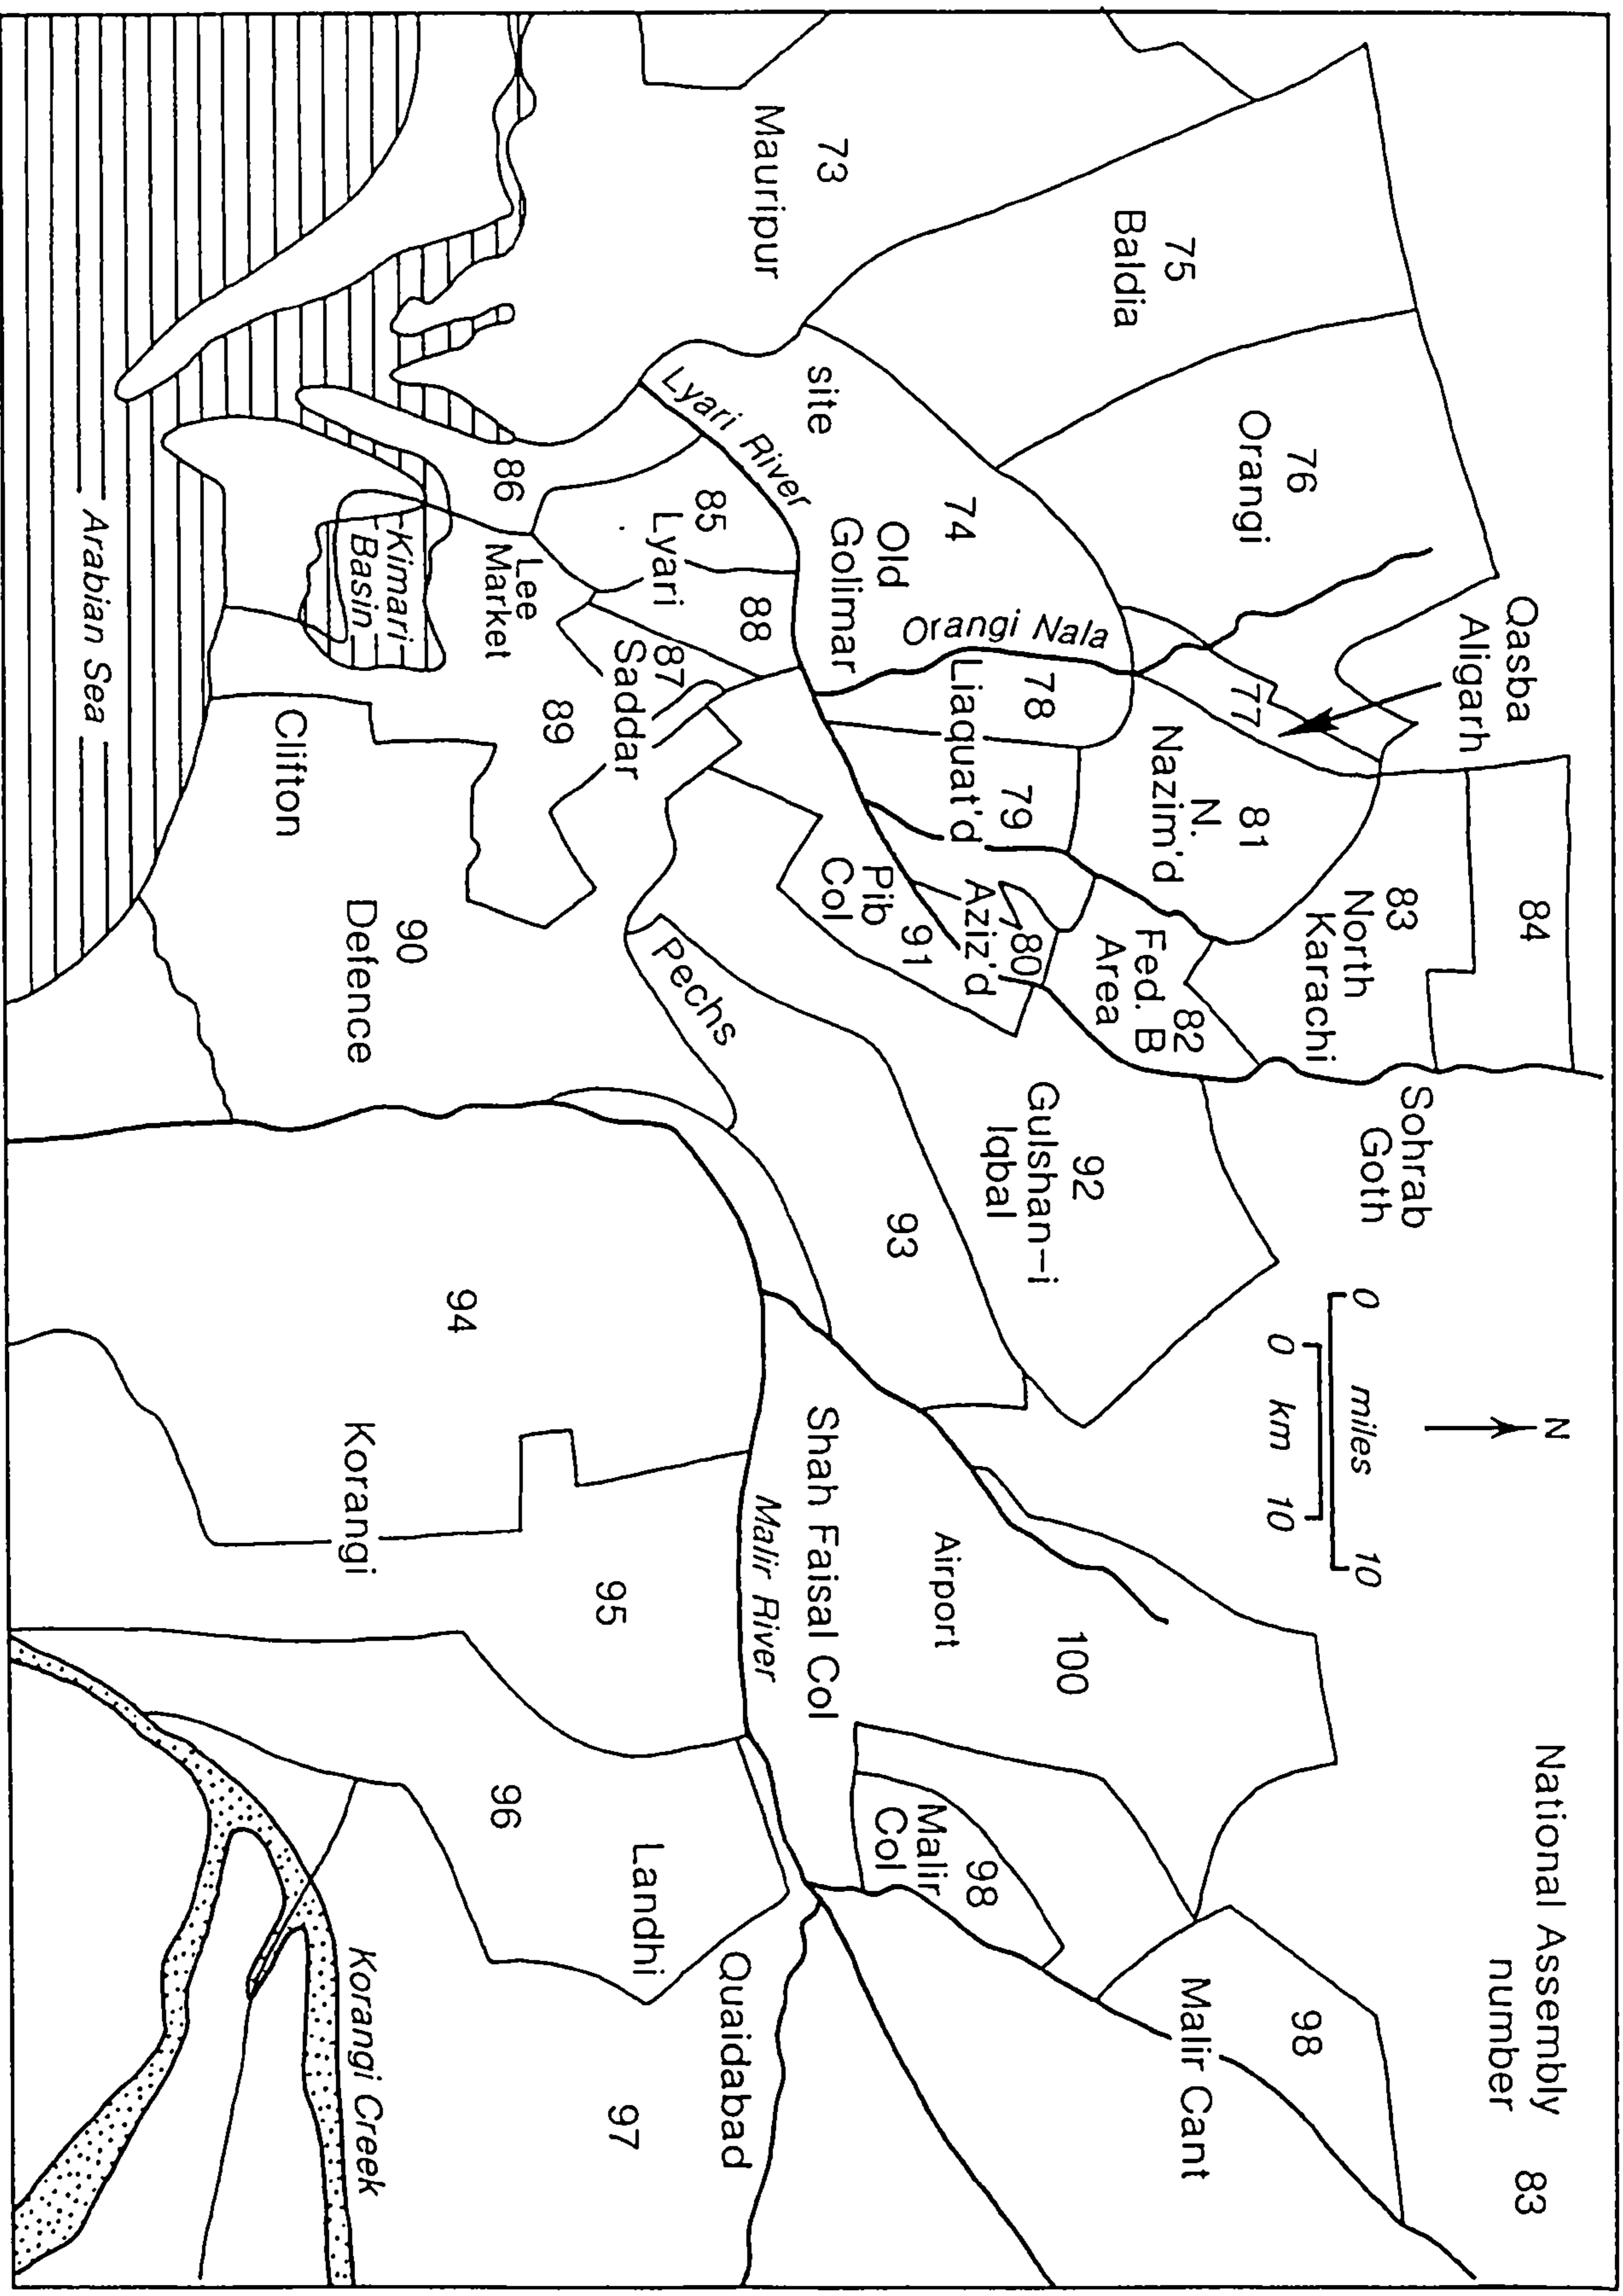 National Assembly
number 83
N
0 miles 10
0 km 10
Qasba
Aligarh
84
83
North
Karachi
Sohrab
Goth
76
Orangi
77
81
N.
Nazim'd
75
Baldia
82
Fed. B
Area
98
Malir Cant
Orangi Nala
78
79
Liaquat'd
80
Aziz'd
92
Gulshan-i
Iqbal
100
Airport
98
Malir
Col
74
Old
Golimar
site
91
Pib
Col
93
73
Mauripur
Lyari River
88
85
Lyari
87
Saddar
Pechs
Shah Faisal Col
Malir River
Quaidabad
86
Lee
Market
89
95
Landhi
97
96
94
Kimari
Basin
90
Defence
Korangi
Korangi Creek
Clifton
Arabian Sea